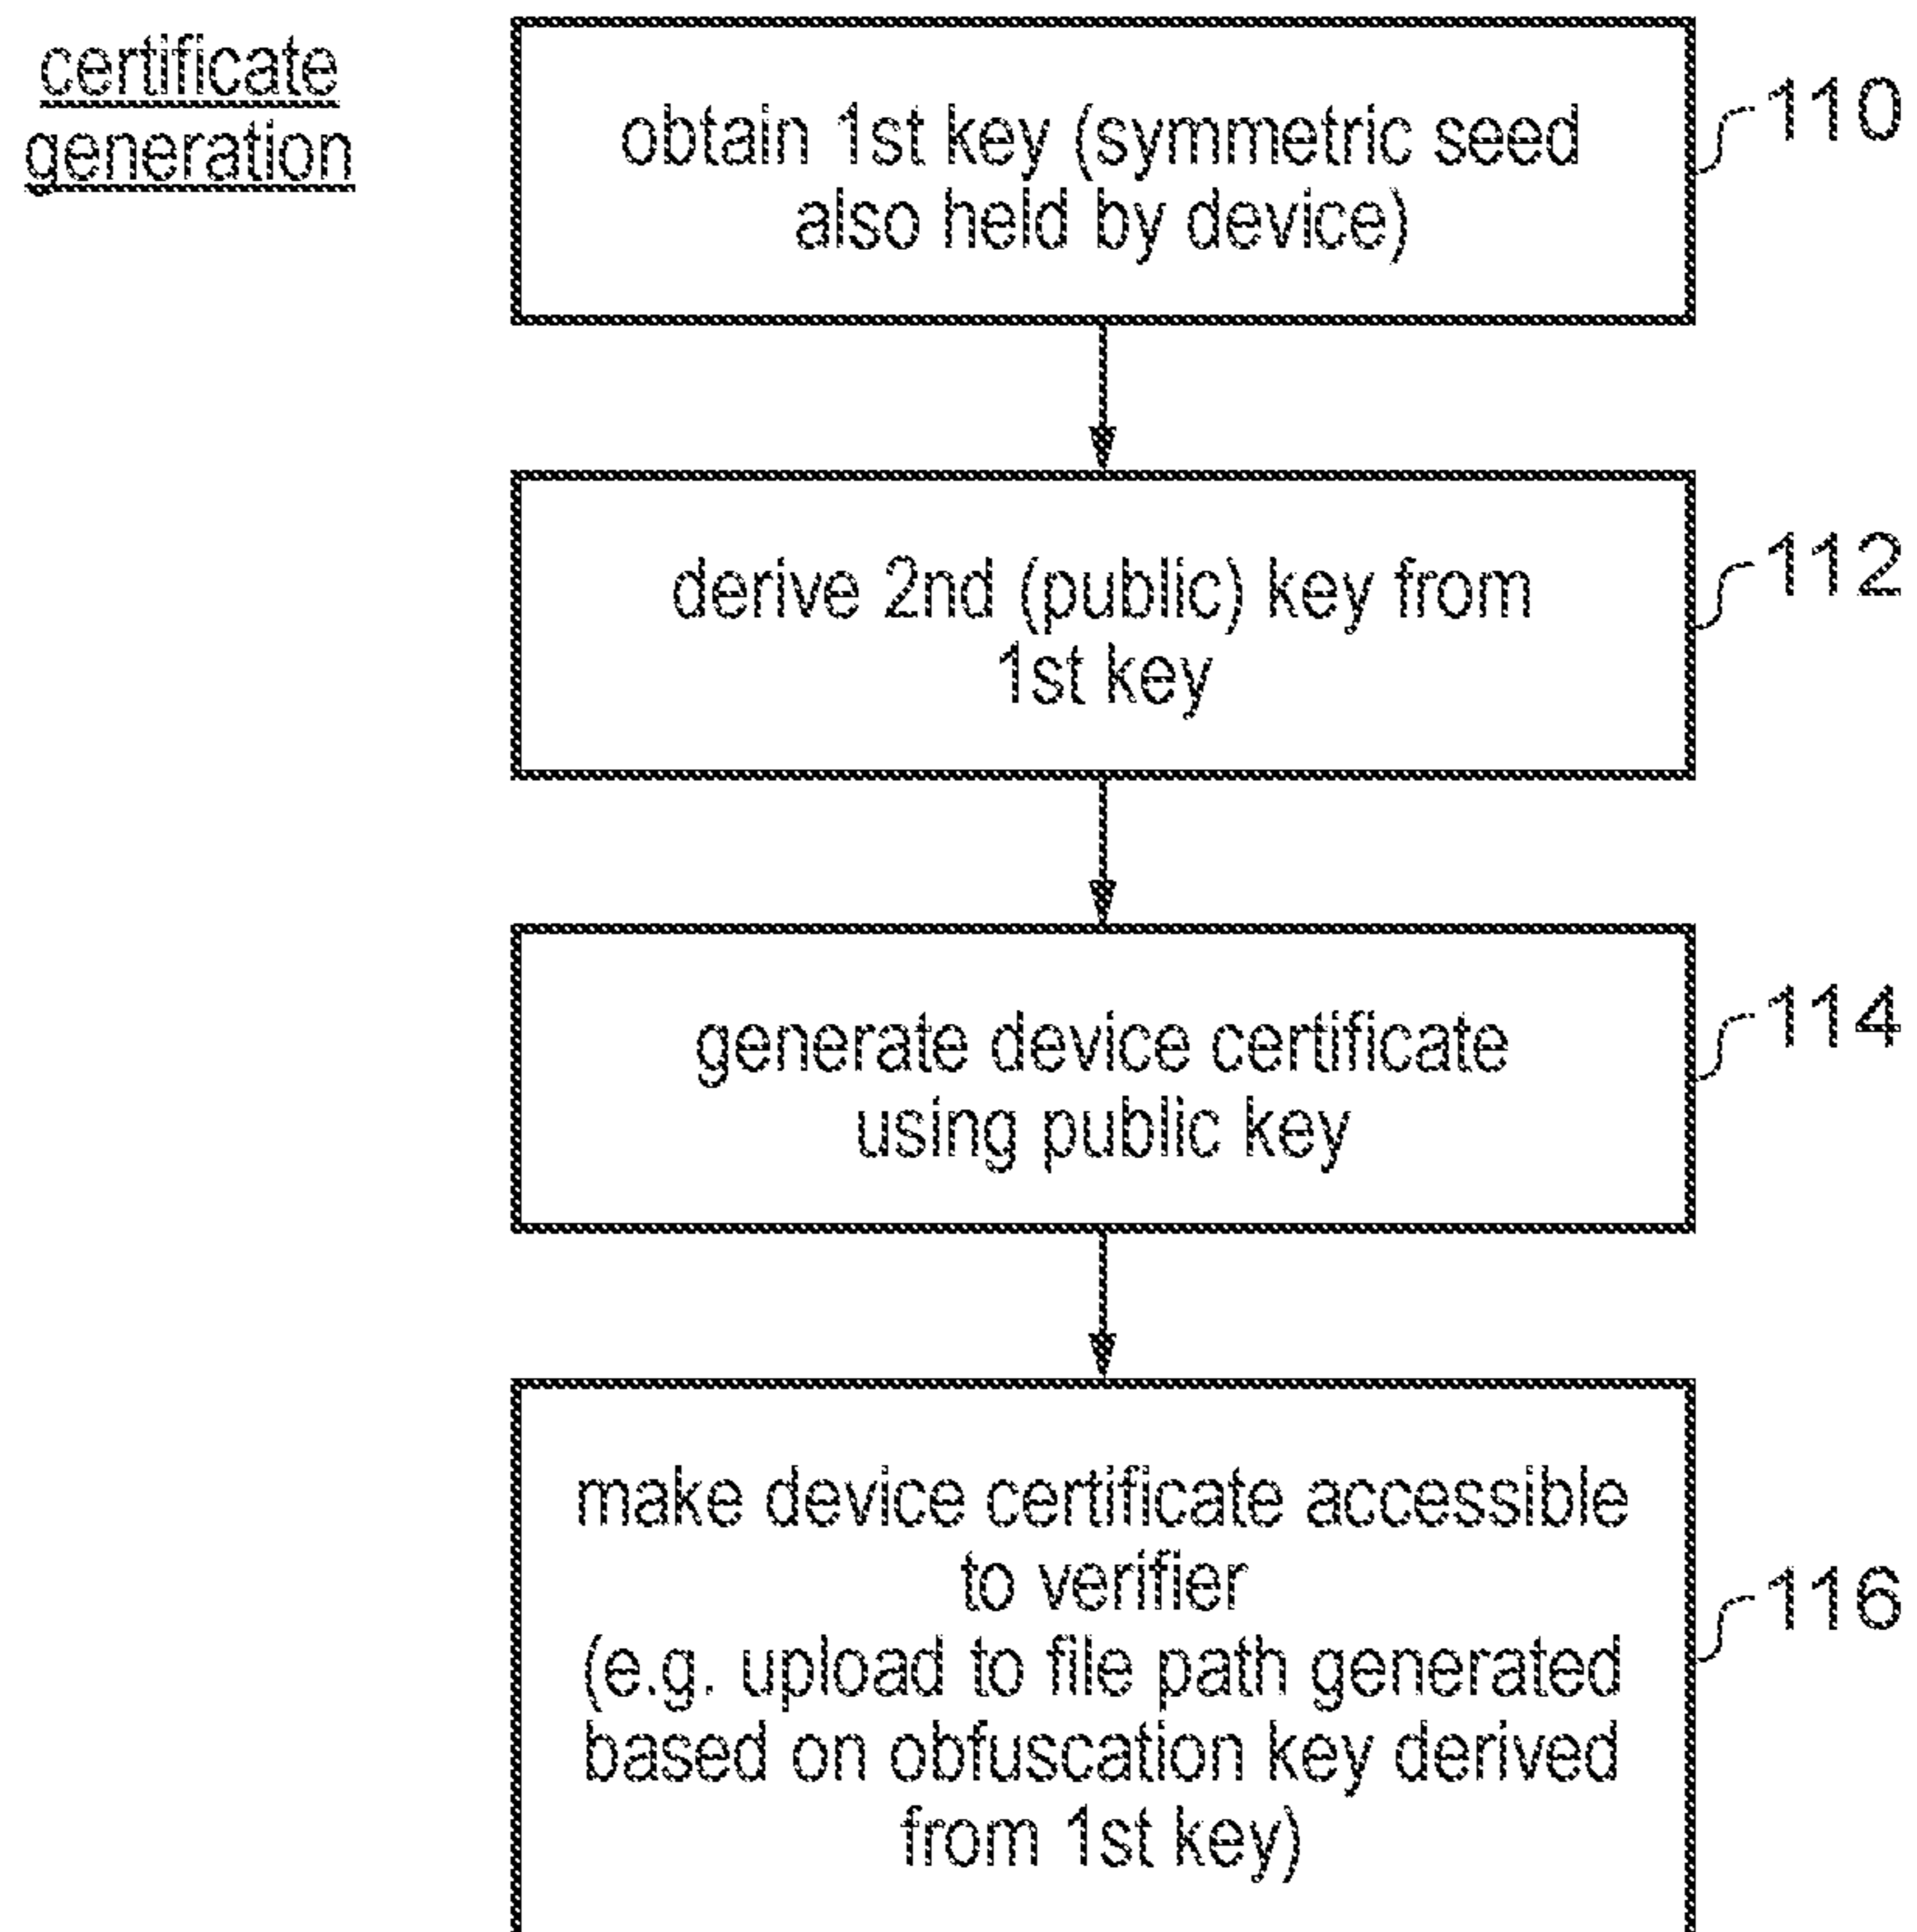 certificate
generation
obtain 1st key (symmetric seed
also held by device)
110
derive 2nd (public) key from
1st key
112
generate device certificate
using public key
114
make device certificate accessible
to verifier
(e.g. upload to file path generated
based on obfuscation key derived
from 1st key)
116